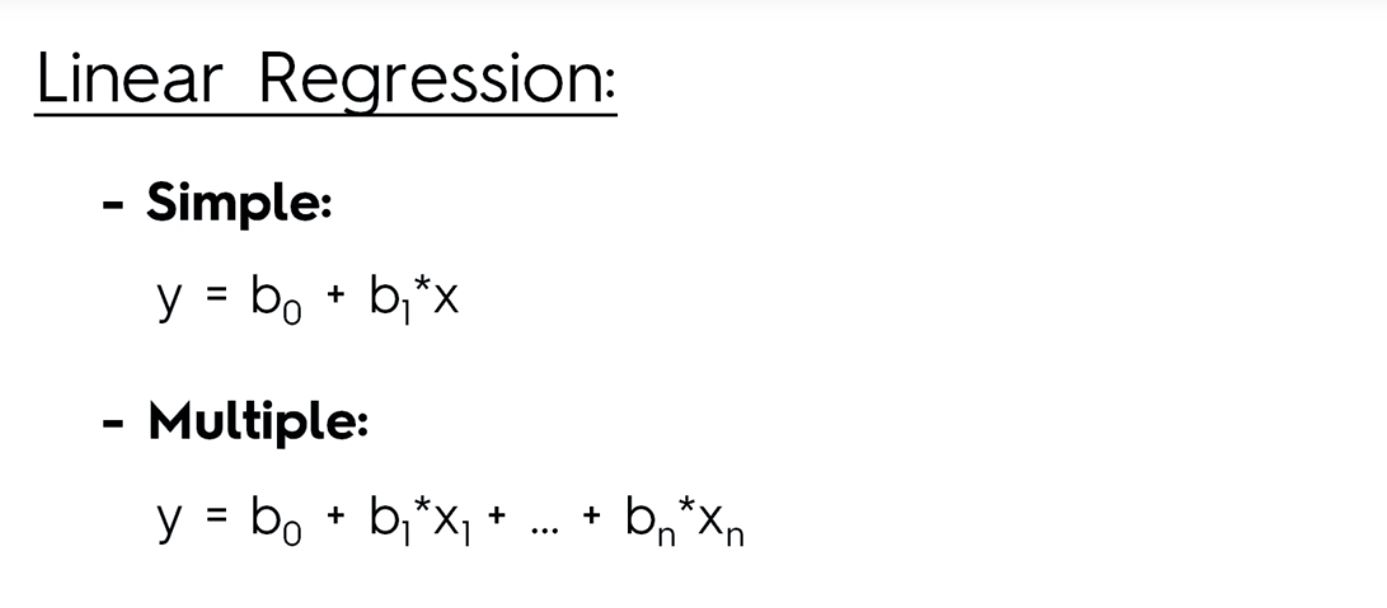 Linear Regression:
- Simple:
y = b₀ + b₁*x
- Multiple:
y = b₀ + b₁*x₁ + ... + bₙ*xₙ